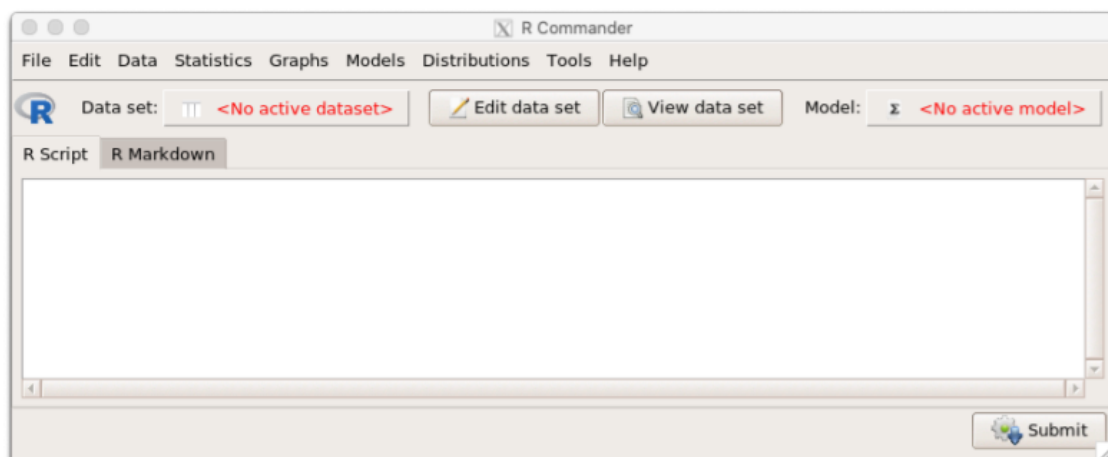 R Commander
File Edit Data Statistics Graphs Models Distributions Tools Help
R Data set: <No active dataset> Edit data set View data set Model: Σ <No active model>
R Script R Markdown
Submit